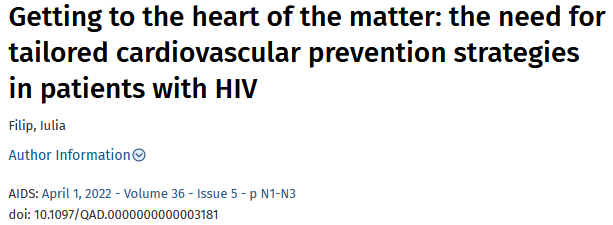 Getting to the heart of the matter: the need for
tailored cardiovascular prevention strategies
in patients with HIV
Filip, Iulia
Author Information
AIDS: April 1, 2022 - Volume 36 - Issue 5 - p N1-N3
doi: 10.1097/QAD.0000000000003181